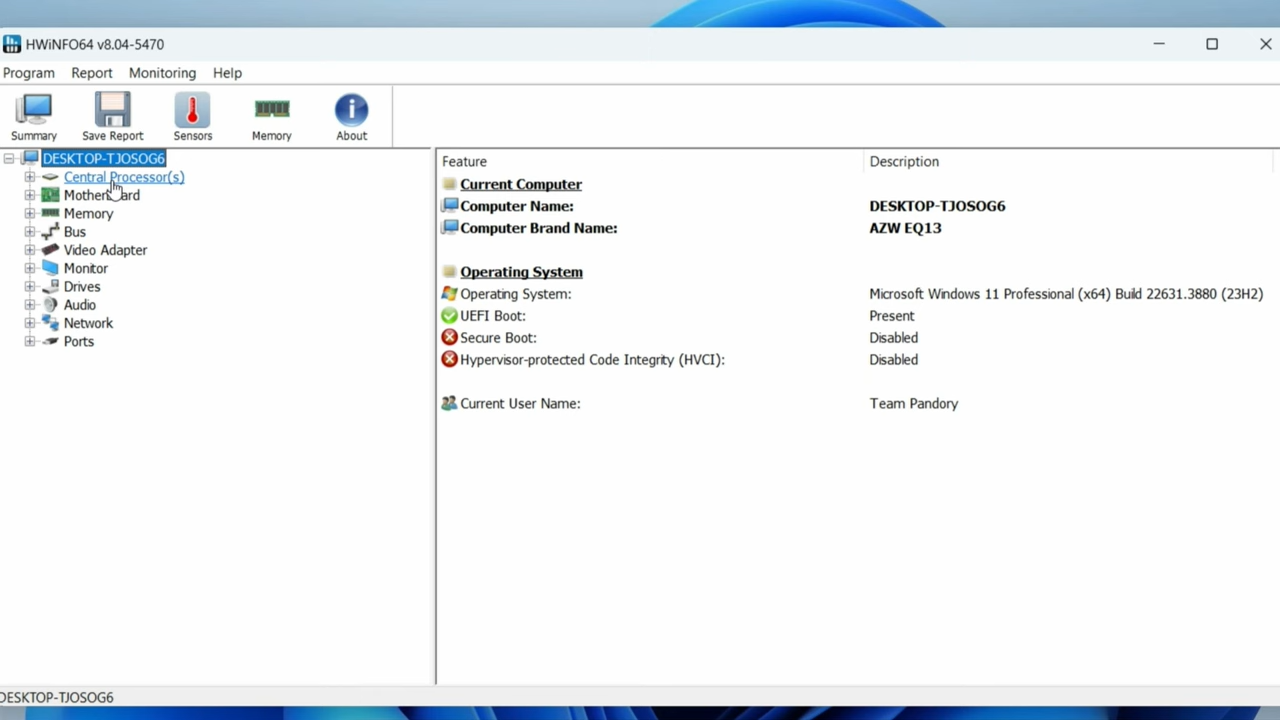 HWiNFO64 v8.04-5470
Program Report Monitoring Help
Summary Save Report Sensors Memory About
DESKTOP-TJOSOG6
Central Processor(s)
Motherboard
Memory
Bus
Video Adapter
Monitor
Drives
Audio
Network
Ports
Feature Description
Current Computer
Computer Name: DESKTOP-TJOSOG6
Computer Brand Name: AZW EQ13
Operating System
Operating System: Microsoft Windows 11 Professional (x64) Build 22631.3880 (23H2)
UEFI Boot: Present
Secure Boot: Disabled
Hypervisor-protected Code Integrity (HVCI): Disabled
Current User Name: Team Pandory
DESKTOP-TJOSOG6